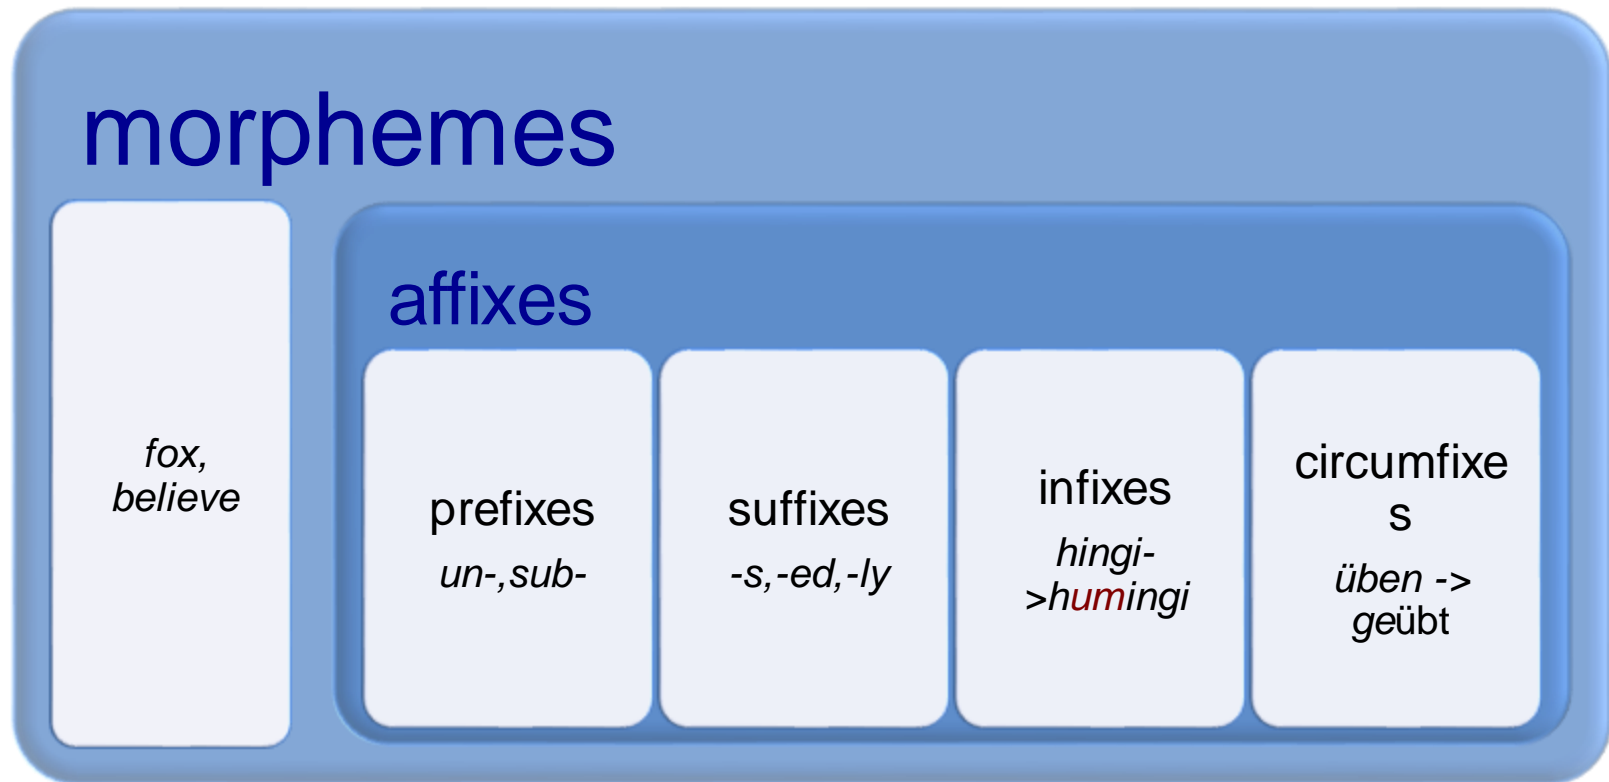 morphemes
affixes
fox,
believe
prefixes
un-,sub-
suffixes
-s,-ed,-ly
infixes
hingi-
>humingi
circumfixe
s
üben ->
geübt